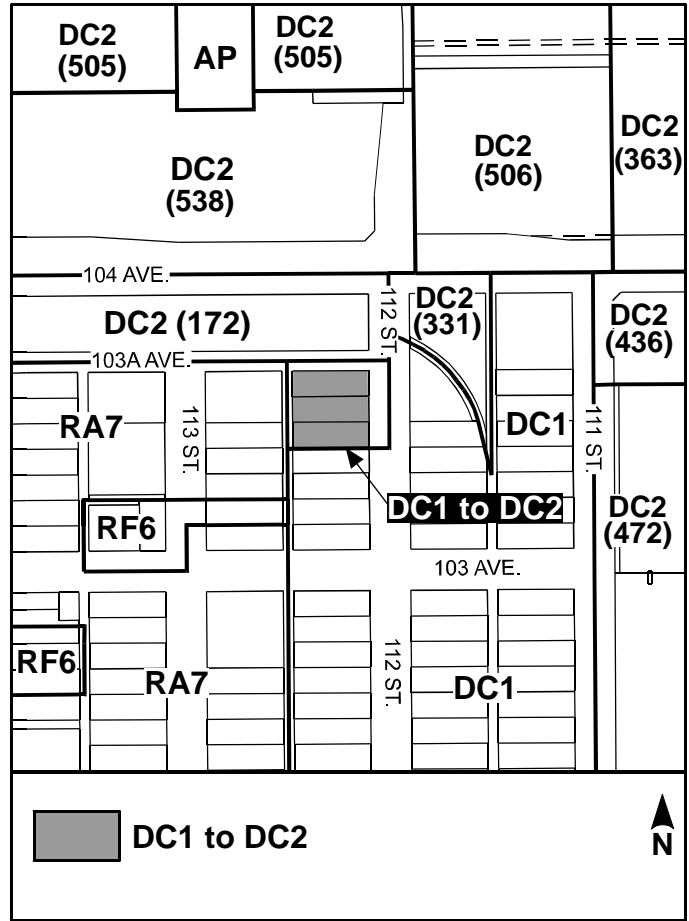 DC2
(505)
AP
DC2
(505)
DC2
(538)
DC2
(506)
DC2
(363)
104 AVE.
DC2 (172)
112 ST.
DC2
(331)
DC2
(436)
103A AVE.
RA7
113 ST.
DC1
111 ST.
DC1 to DC2
RF6
DC2
(472)
103 AVE.
RF6
RA7
112 ST.
DC1
DC1 to DC2
N